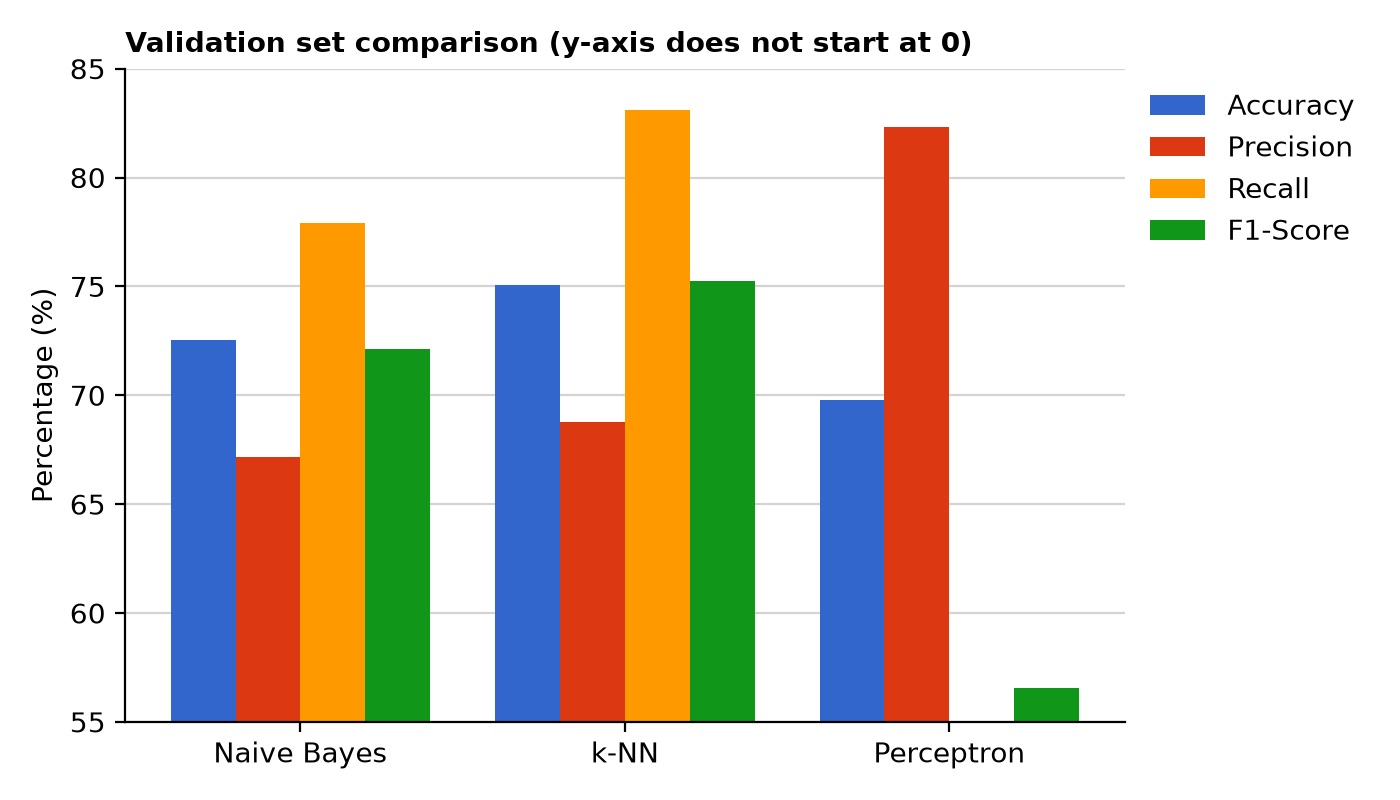 Validation set comparison (y-axis does not start at 0)
85
80
75
70
65
60
55
Percentage (%)
Naive Bayes
k-NN
Perceptron
Accuracy
Precision
Recall
F1-Score